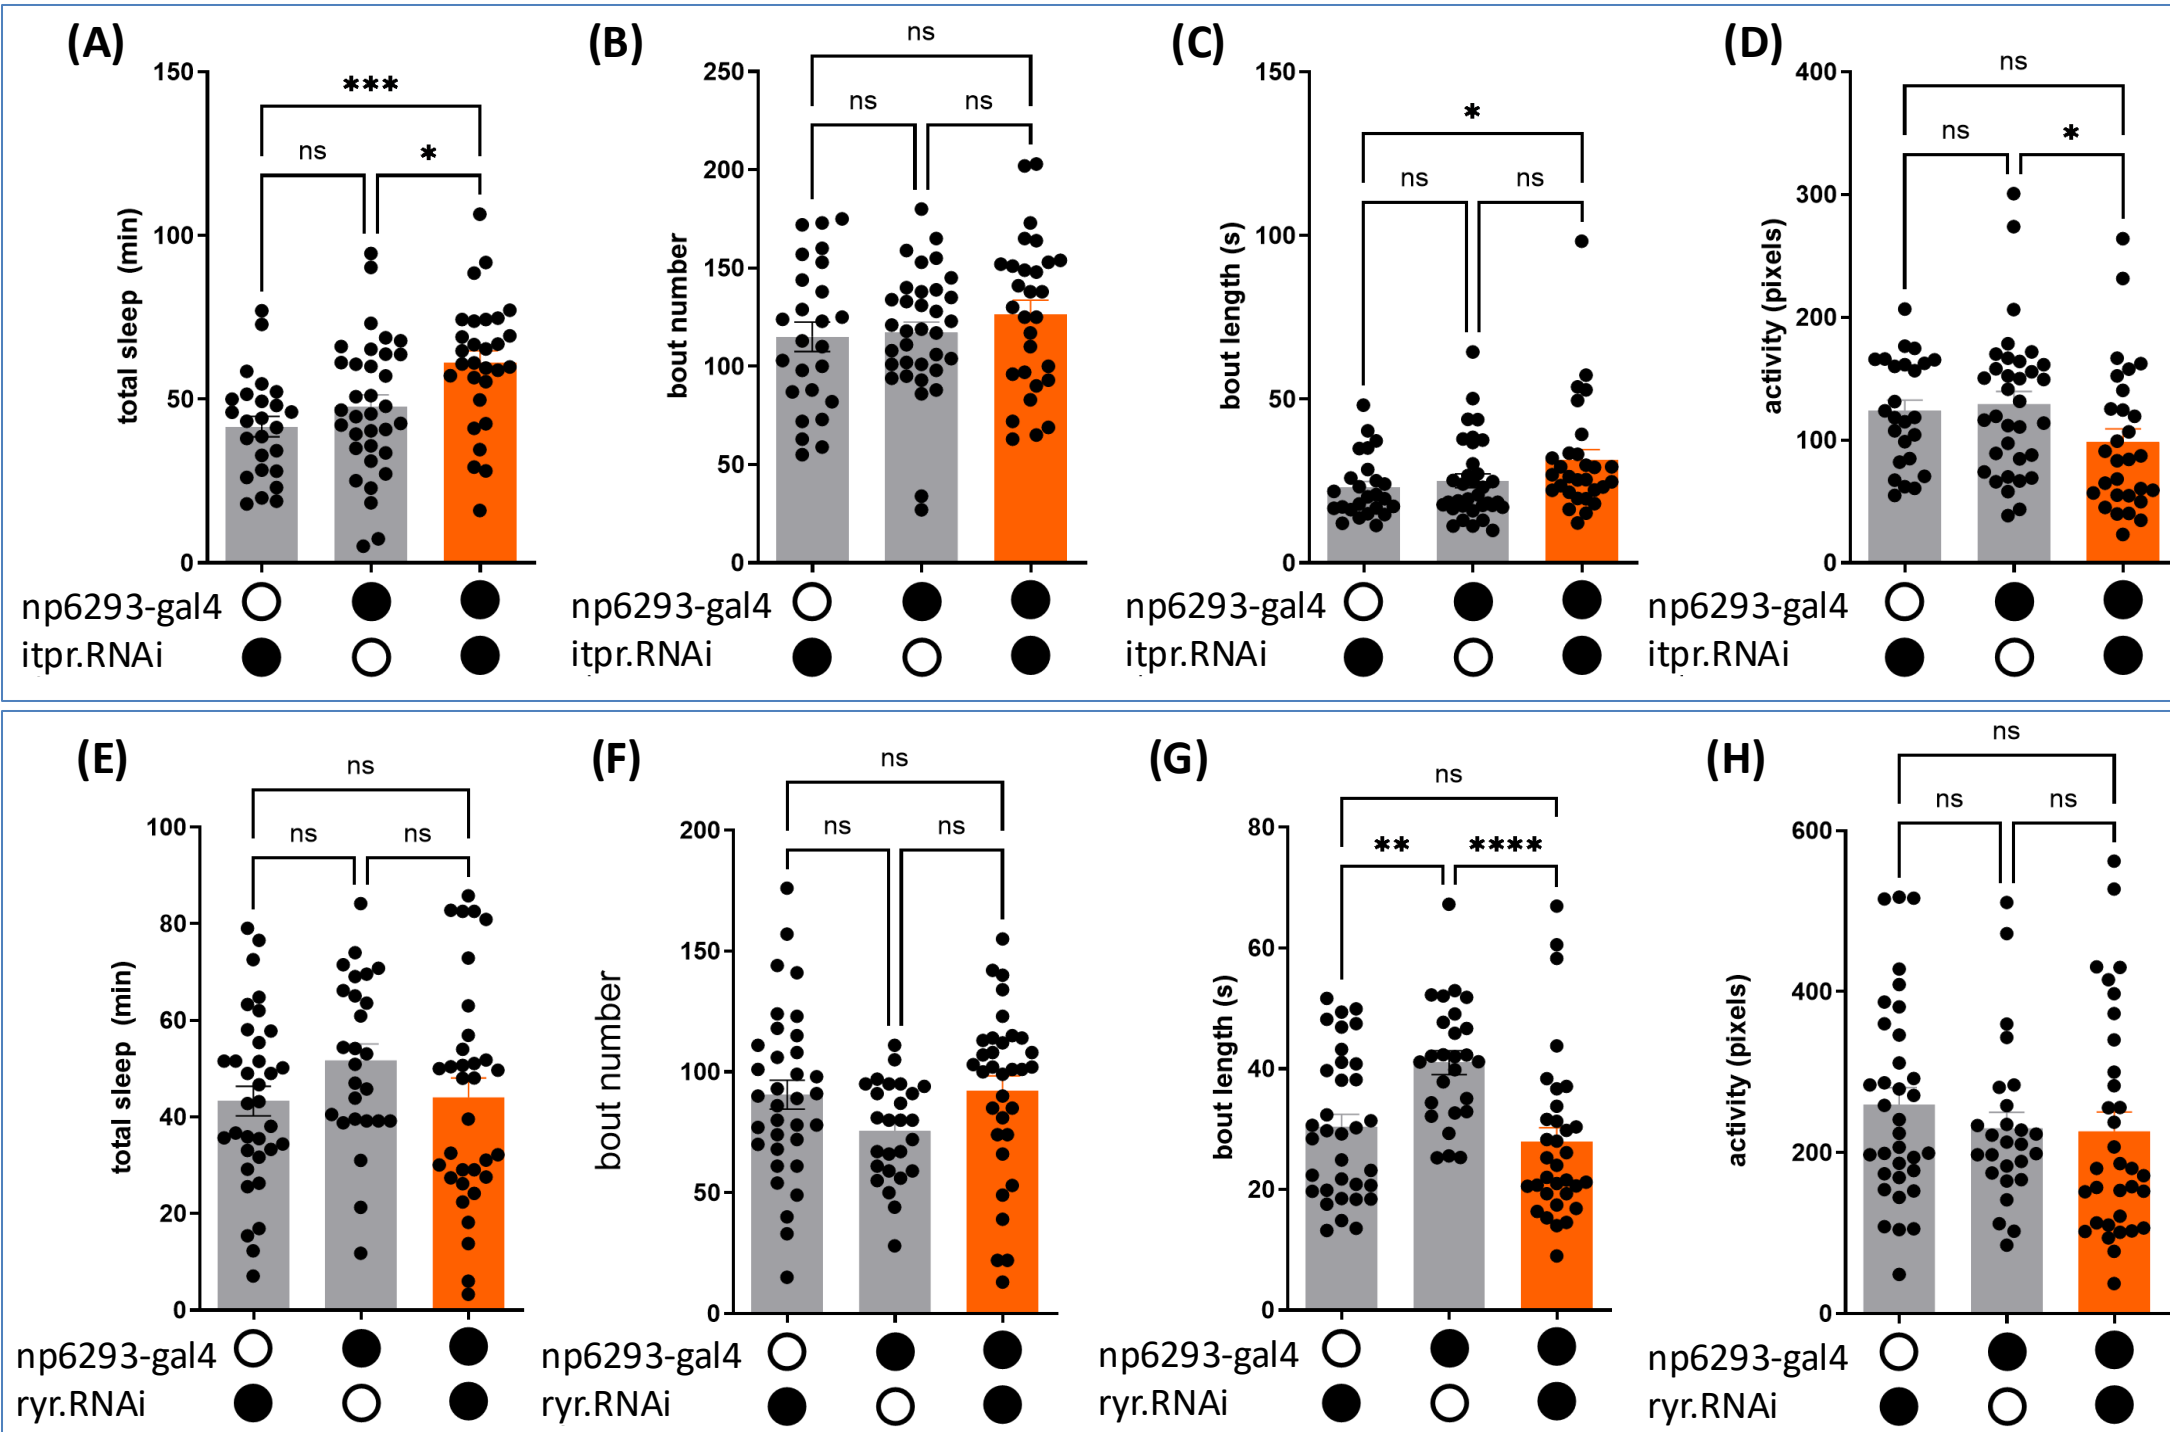 (A)
total sleep (min)
150
100
50
0
***
ns
*
np6293-gal4
itpr.RNAi
(B)
bout number
250
200
150
100
50
0
ns
ns
ns
np6293-gal4
itpr.RNAi
(C)
bout length (s)
150
100
50
0
*
ns
ns
np6293-gal4
itpr.RNAi
(D)
activity (pixels)
400
300
200
100
0
ns
ns
*
np6293-gal4
itpr.RNAi
(E)
total sleep (min)
100
80
60
40
20
0
ns
ns
ns
np6293-gal4
ryr.RNAi
(F)
bout number
200
150
100
50
0
ns
ns
ns
np6293-gal4
ryr.RNAi
(G)
bout length (s)
80
60
40
20
0
ns
**
****
np6293-gal4
ryr.RNAi
(H)
activity (pixels)
600
400
200
0
ns
ns
ns
np6293-gal4
ryr.RNAi